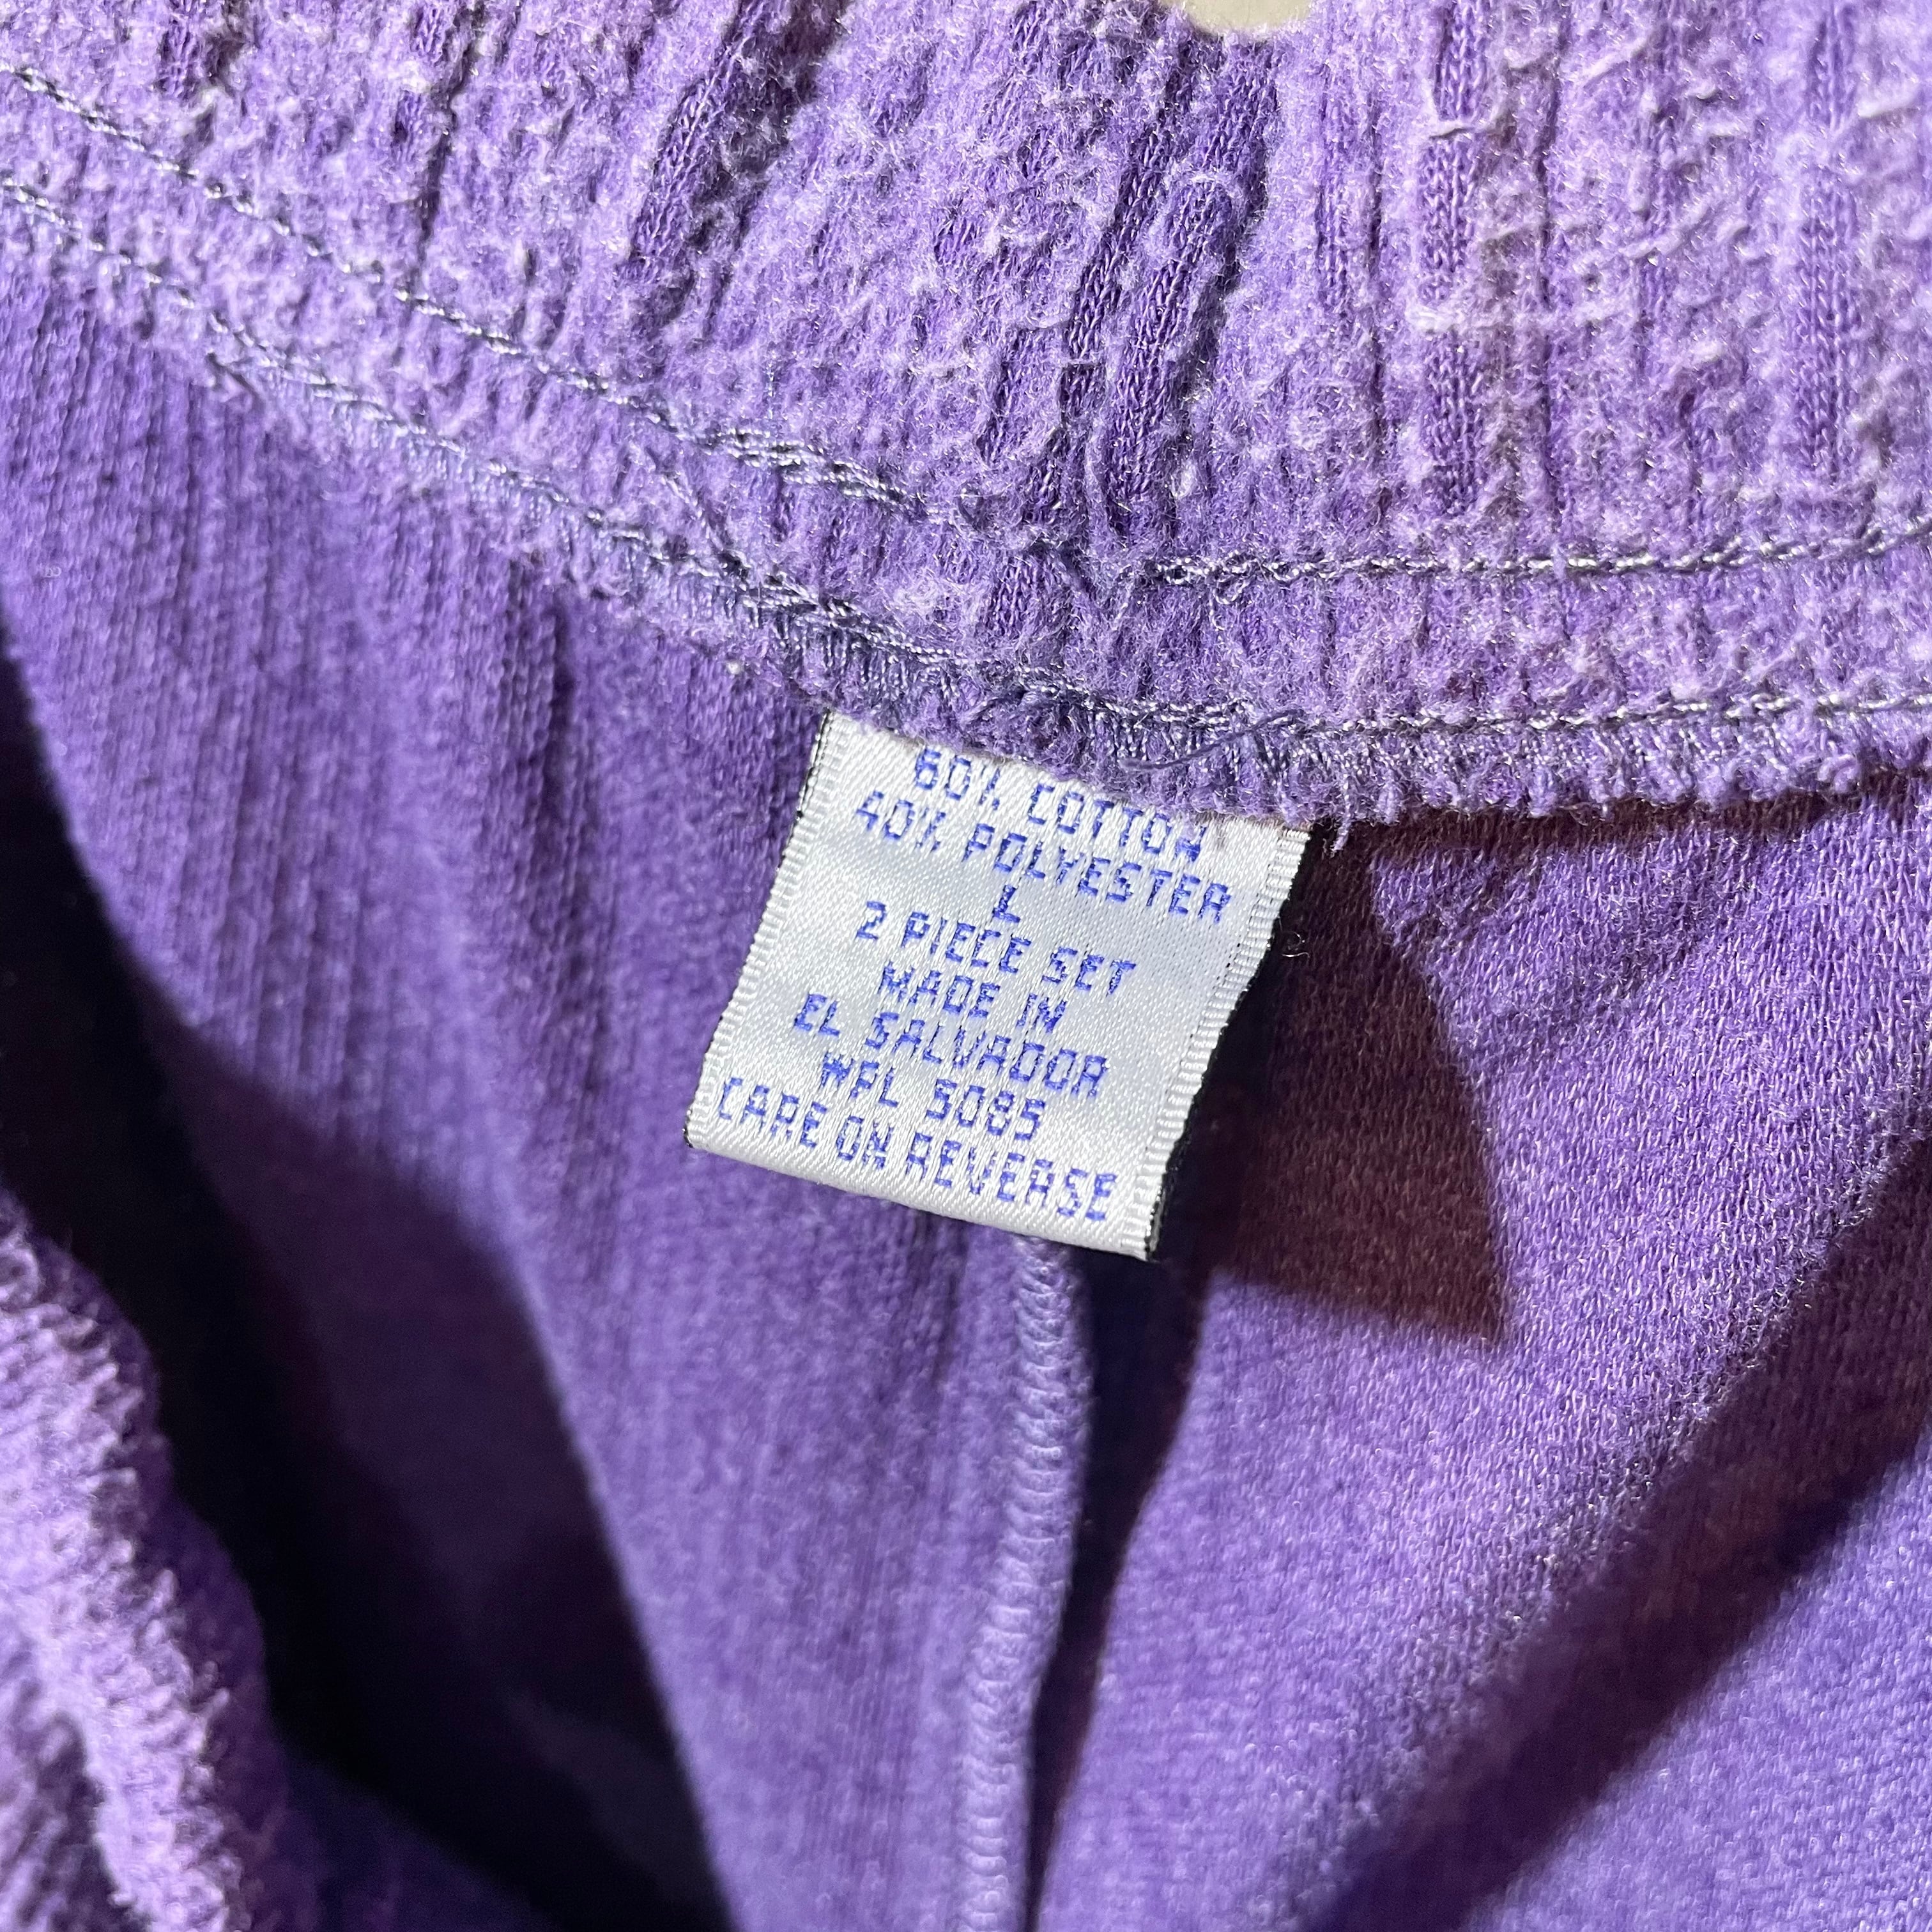 60% COTTON
40% POLYESTER
L
2 PIECE SET
MADE IN
EL SALVADOR
WPL 5085
CARE ON REVERSE